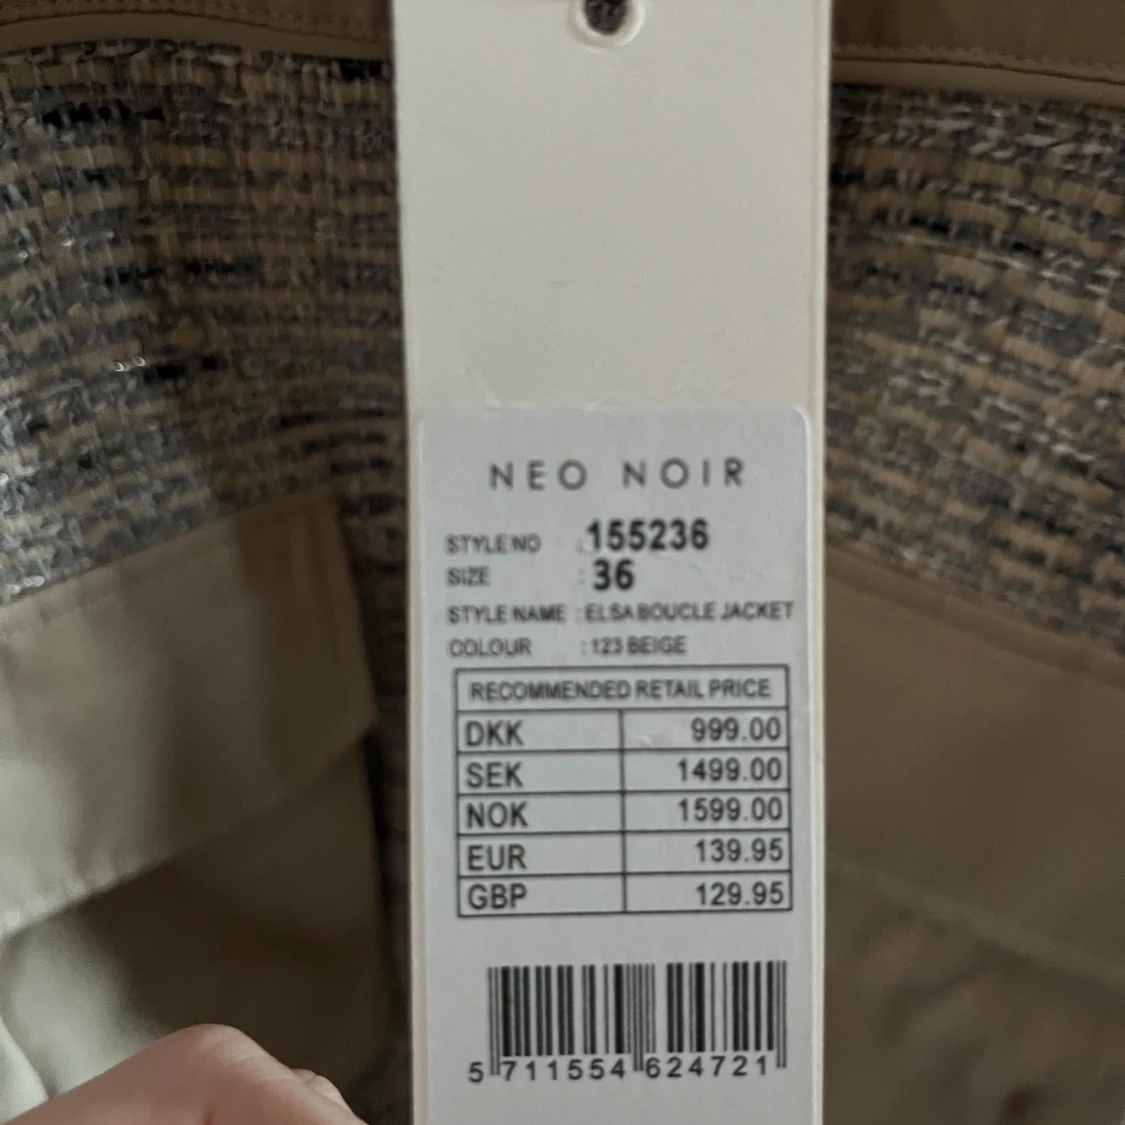 NEO NOIR
STYLE NO : 155236
SIZE : 36
STYLE NAME : ELSA BOUCLE JACKET
COLOUR : 123 BEIGE
RECOMMENDED RETAIL PRICE
DKK 999.00
SEK 1499.00
NOK 1599.00
EUR 139.95
GBP 129.95
5 711554 624721